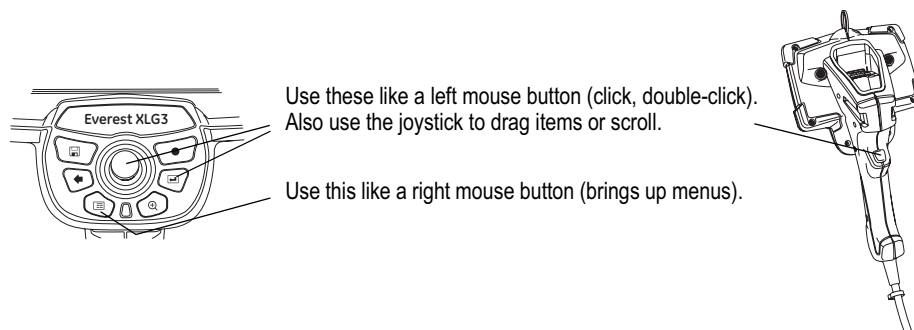 Everest XLG3
Use these like a left mouse button (click, double-click).
Also use the joystick to drag items or scroll.
Use this like a right mouse button (brings up menus).